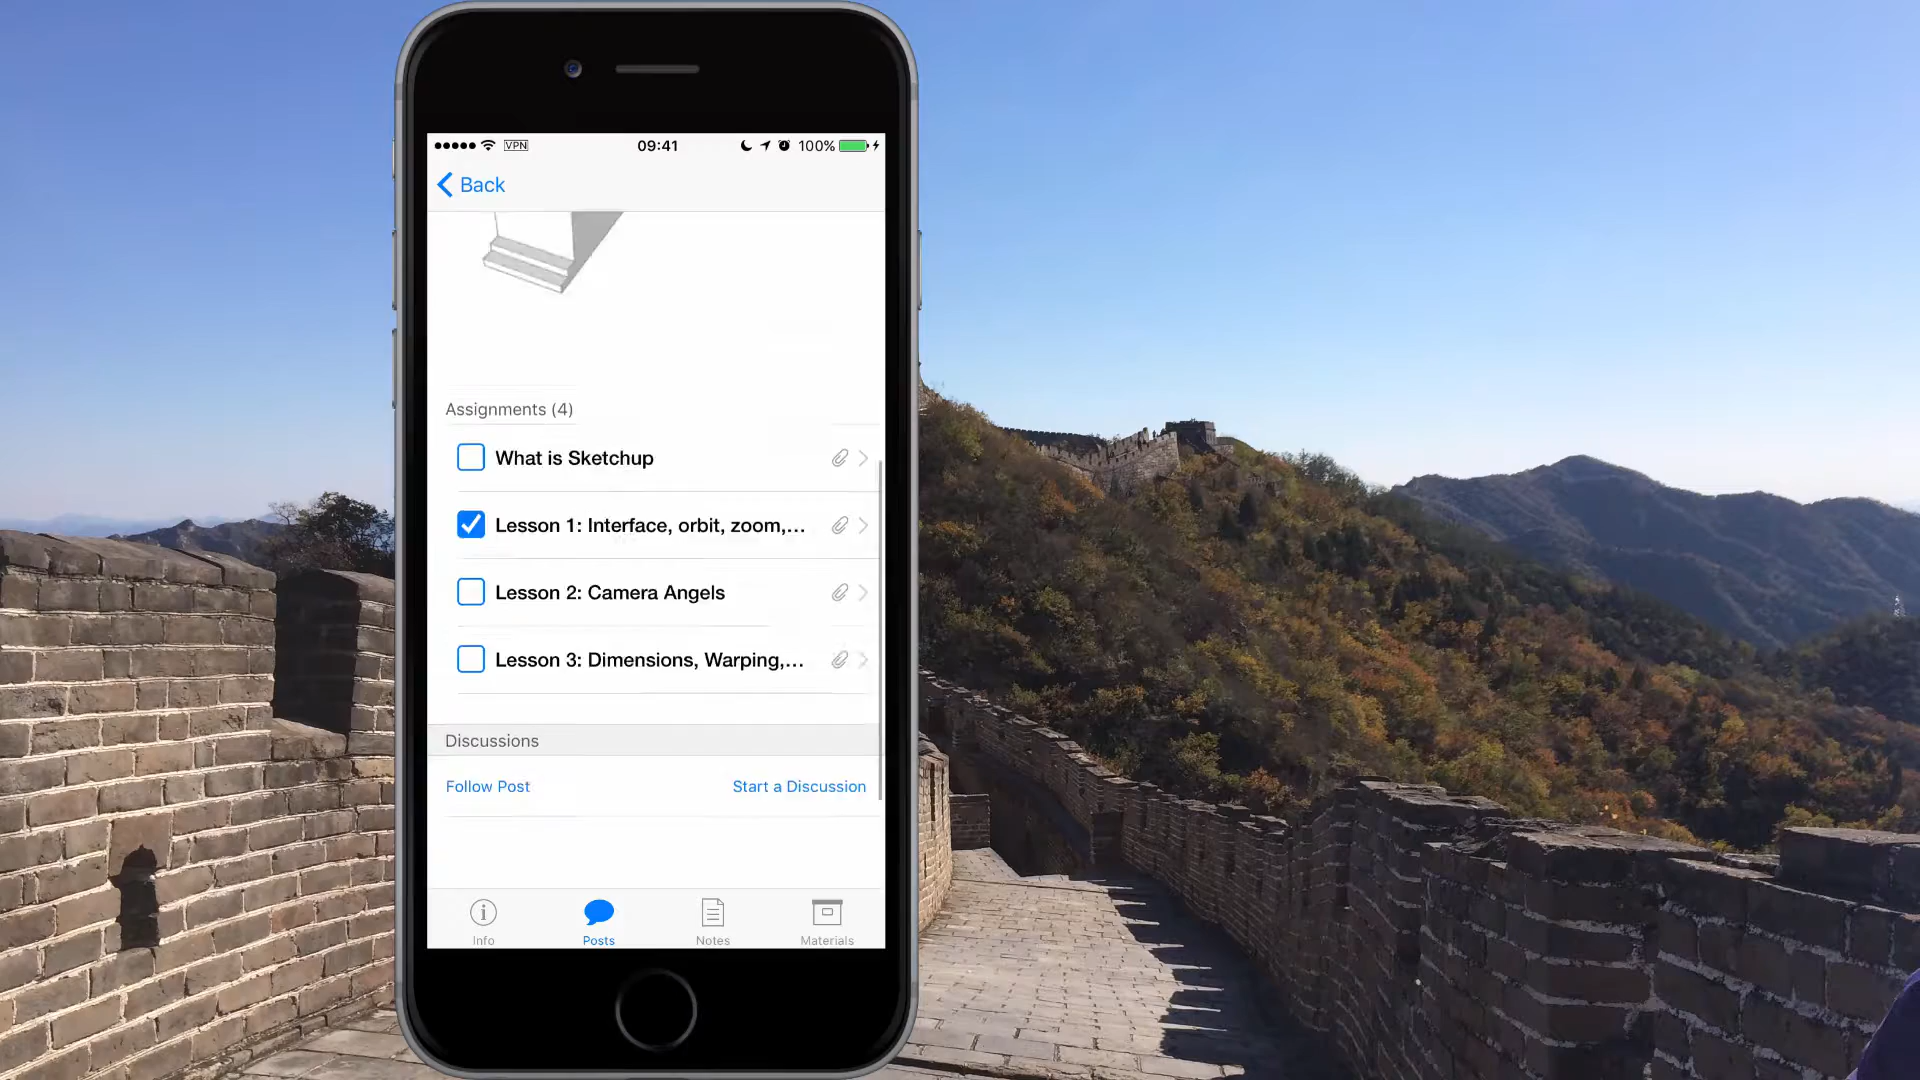 VPN 09:41 100%
Back
Assignments (4)
What is Sketchup
Lesson 1: Interface, orbit, zoom,...
Lesson 2: Camera Angels
Lesson 3: Dimensions, Warping,...
Discussions
Follow Post Start a Discussion
Info Posts Notes Materials